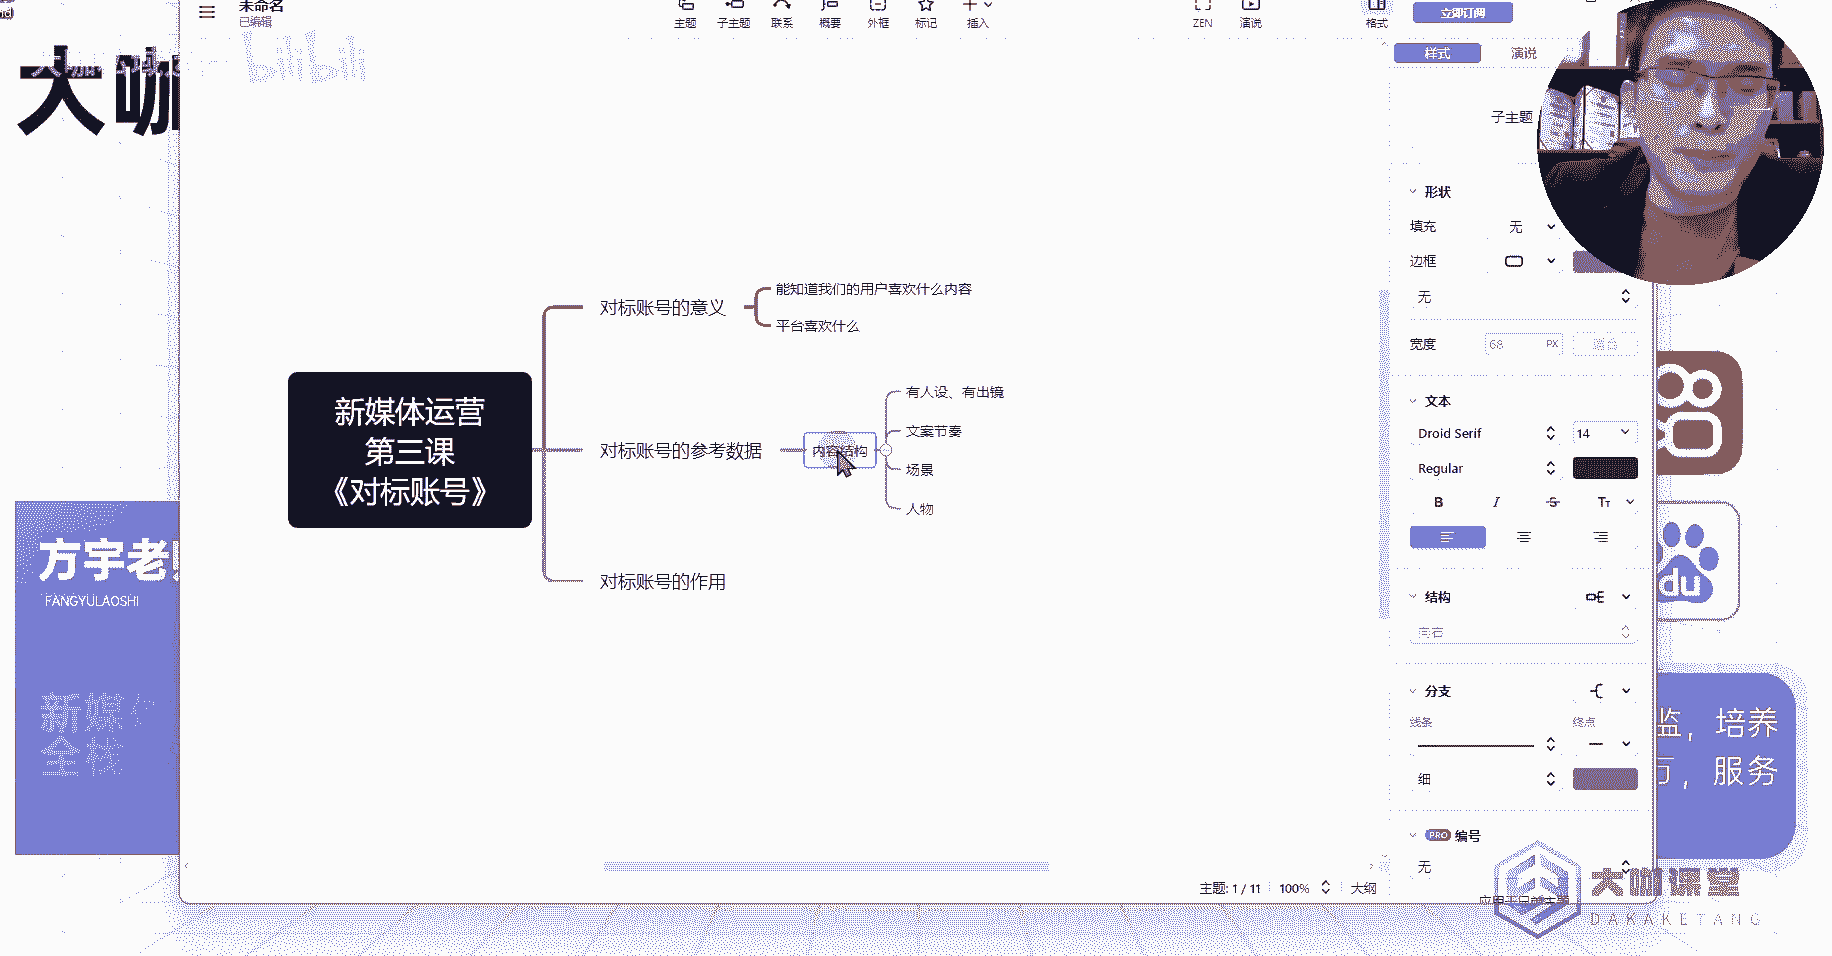 未命名
已编辑
主题
子主题
联系
概要
外框
标记
插入
ZEN
演说
格式
立即订阅
bilibili
大咖
样式
演说
子主题
形状
填充
无
边框
无
宽度
68
PX
文本
Droid Serif
14
Regular
B
I
S
Tт
结构
向右
分支
线条
终点
细
PRO 编号
无
新媒体运营
第三课
《对标账号》
对标账号的意义
能知道我们的用户喜欢什么内容
平台喜欢什么
对标账号的参考数据
内容结构
有人设、有出镜
文案节奏
场景
人物
对标账号的作用
方宇老
FANGYULAOSHI
新媒
全栈
du
监，培养
万，服务
主题: 1 / 11
100%
大纲
大咖课堂
DAKAKETANG